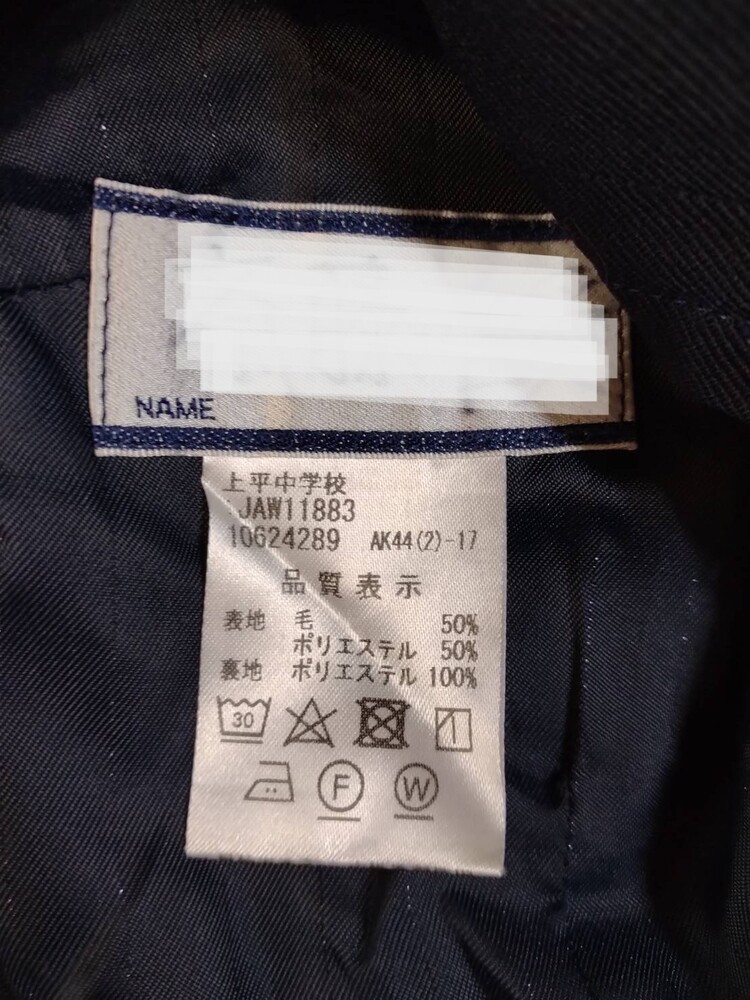 NAME
上平中学校
JAW11883
10624289 AK44(2)-17
品質表示
表地 毛 50%
ポリエステル 50%
裏地 ポリエステル 100%
30
F W